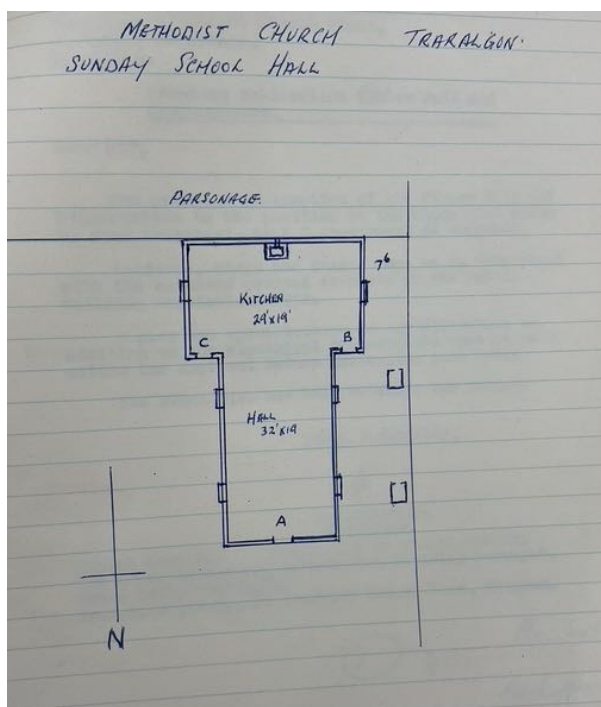 METHODIST CHURCH TRARALGON.
SUNDAY SCHOOL HALL
PARSONAGE.
7⁶
KITCHEN
29'x19'
C
B
HALL
32'x19
A
N